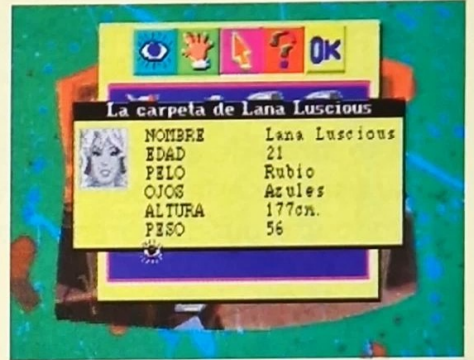 OK
La carpeta de Lana Luscious
NOMBRE Lana Luscious
EDAD 21
PELO Rubio
OJOS Azules
ALTURA 177cm.
PESO 56